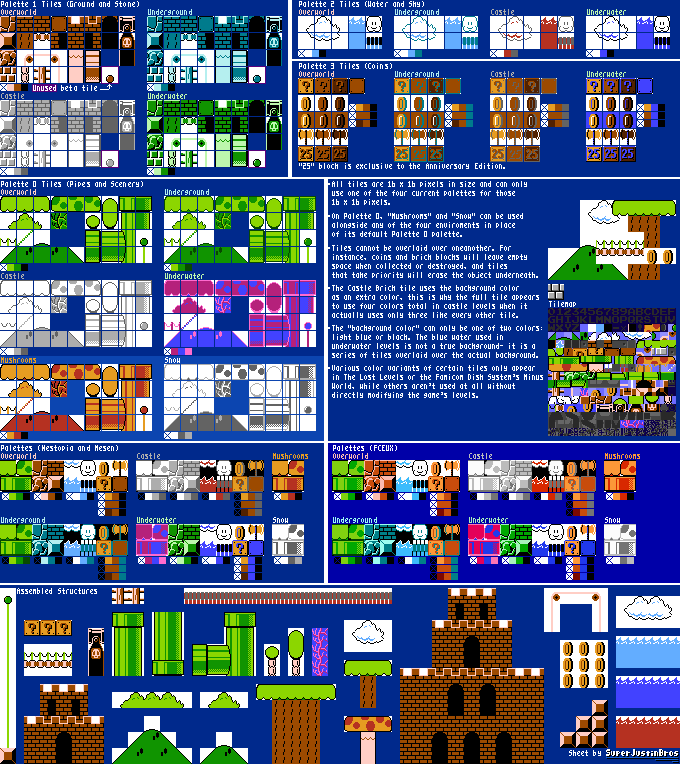 Palette 1 Tiles (Ground and Stone)
Overworld
Underground
Unused beta tile
Castle
Underwater
Palette 2 Tiles (Water and Sky)
Overworld
Underground
Castle
Underwater
Palette 3 Tiles (Coins)
Overworld
Underground
Castle
Underwater
"25" block is exclusive to the Anniversary Edition.
Palette 0 Tiles (Pipes and Scenery)
Overworld
Underground
Castle
Underwater
Mushrooms
Snow
•All tiles are 16 x 16 pixels in size and can only
use one of the four current palettes for those
16 x 16 pixels.
•On Palette 0, "Mushrooms" and "Snow" can be used
alongside any of the four enviroments in place
of its default Palette 0 palette.
•Tiles cannot be overlaid over oneanother. For
instance, coins and brick blocks will leave empty
space when collected or destroyed, and tiles
that take priority will erase the object underneath.
•The Castle Brick tile uses the background color
as an extra color, this is why the full tile appears
to use four colors total in castle levels when it
actually uses only three like every other tile.
•The "background color" can only be one of two colors:
light blue or black. The blue water used in
underwater levels is not a true background- it is a
series of tiles overlaid over the actual background.
•Various color variants of certain tiles only appear
in The Lost Levels or the Famicom Disk System's Minus
World, while others aren't used at all without
directly modifying the game's levels.
Tilemap
Palettes (Nestopia and Mesen)
Overworld
Castle
Mushrooms
Underground
Underwater
Snow
Palettes (FCEUX)
Overworld
Castle
Mushrooms
Underground
Underwater
Snow
Assembled Structures
Sheet by SuperJustinBros